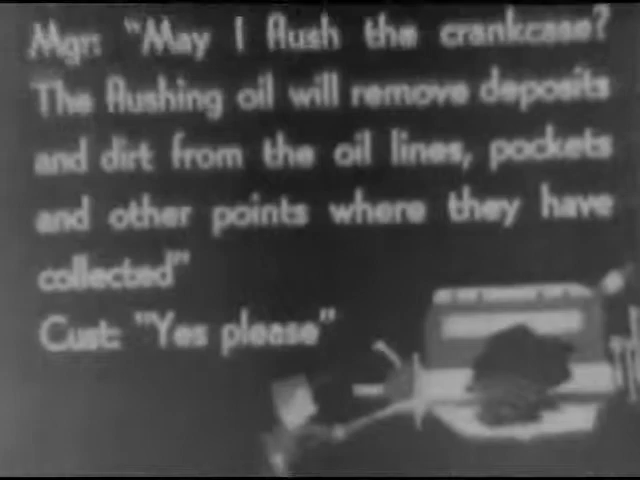 Mgr: "May I flush the crankcase?
The flushing oil will remove deposits
and dirt from the oil lines, pockets
and other points where they have
collected"
Cust: "Yes please"